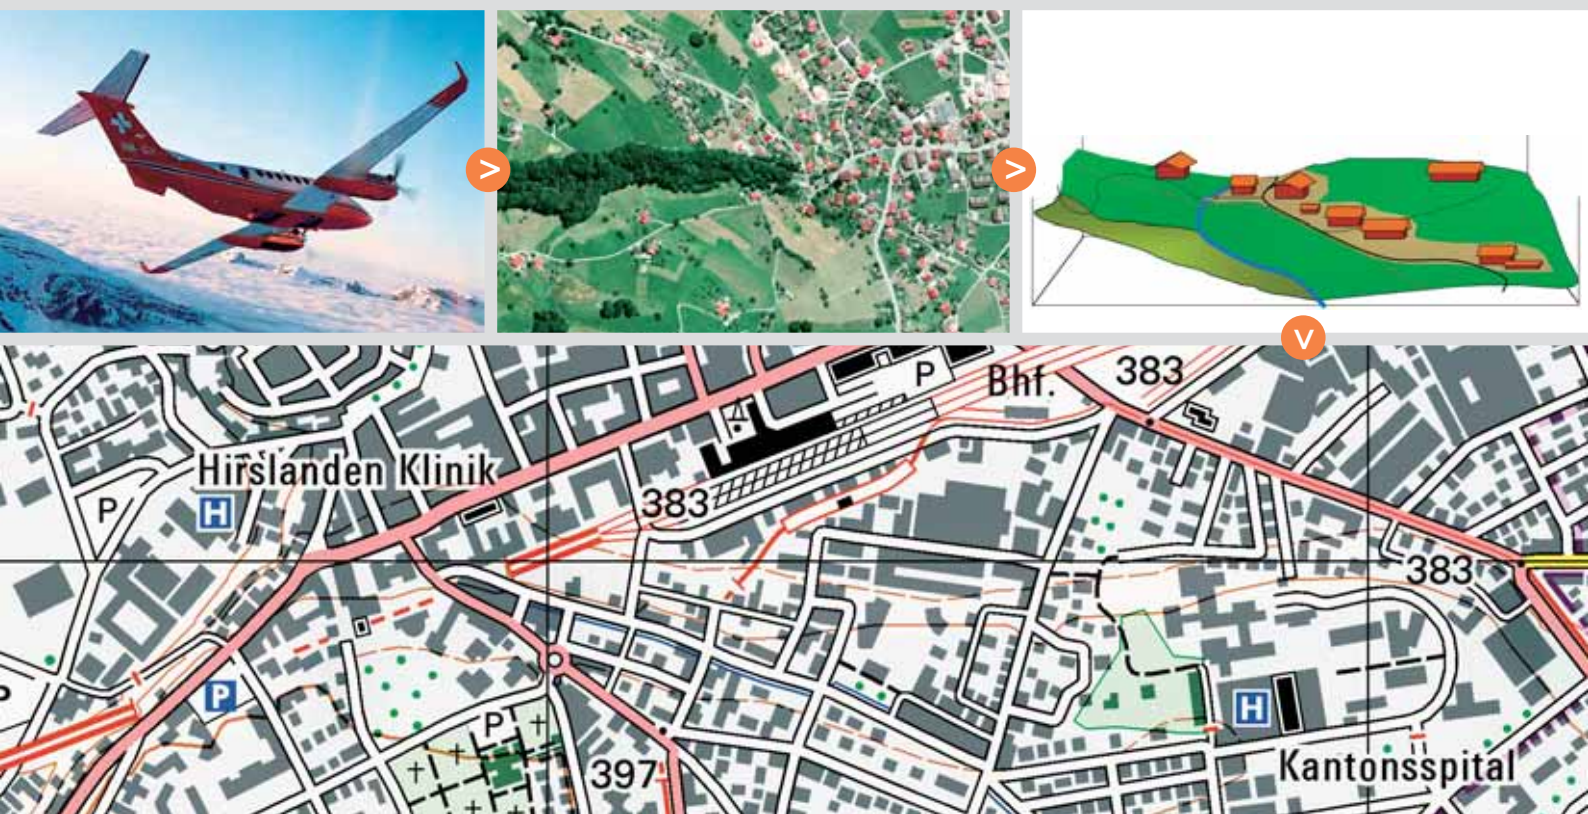 >
>
>
P
Bhf.
383
Hirslanden Klinik
P
H
383
383
P
P
P
H
397
Kantonsspital